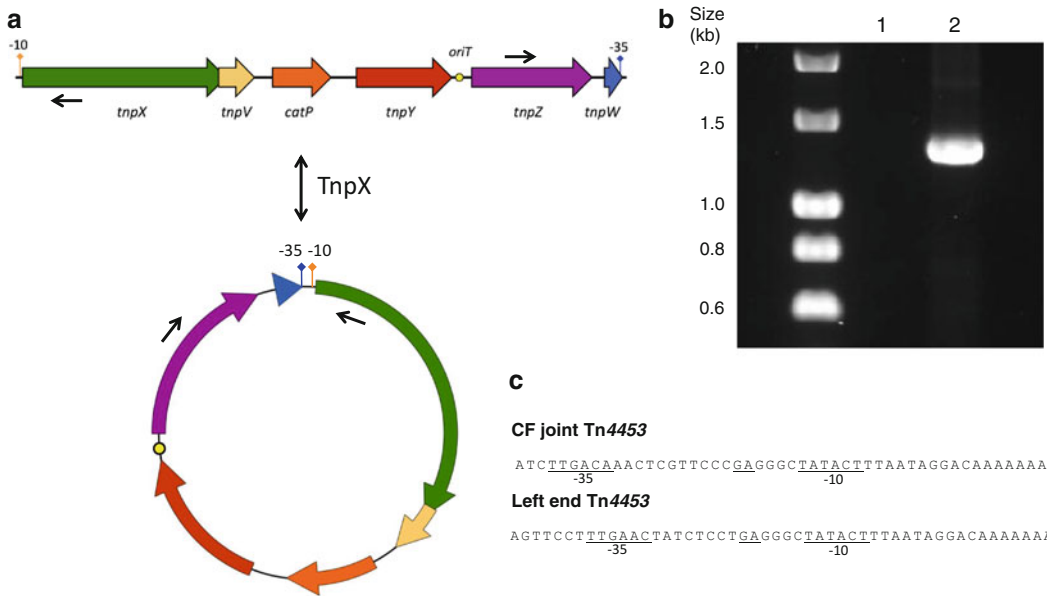 a
-10
oriT
-35
tnpX
tnpV
catP
tnpY
tnpZ
tnpW
TnpX
-35 -10
b
Size
(kb)
1
2
2.0
1.5
1.0
0.8
0.6
c
CF joint Tn4453
ATCTTGACAAACTCGTTCCCGAGGGCTATACTTTAATAGGACAAAAAAA
-35
-10
Left end Tn4453
AGTTCCTTTGAACTATCTCCTGAGGGCTATACTTTAATAGGACAAAAAAA
-35
-10